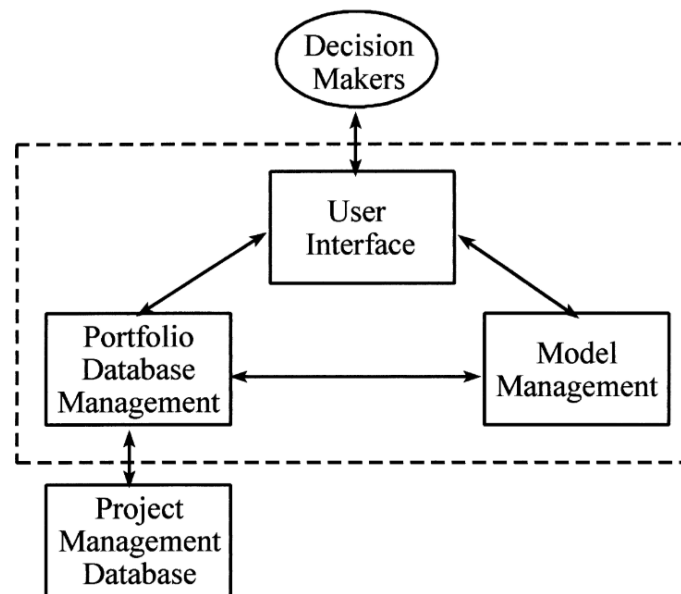 Decision
Makers
User
Interface
Portfolio
Database
Management
Model
Management
Project
Management
Database